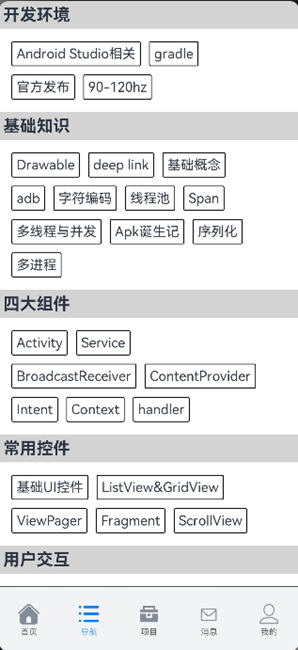 开发环境
Android Studio相关 gradle
官方发布 90-120hz
基础知识
Drawable deep link 基础概念
adb 字符编码 线程池 Span
多线程与并发 Apk诞生记 序列化
多进程
四大组件
Activity Service
BroadcastReceiver ContentProvider
Intent Context handler
常用控件
基础UI控件 ListView&GridView
ViewPager Fragment ScrollView
用户交互
首页 导航 项目 消息 我的